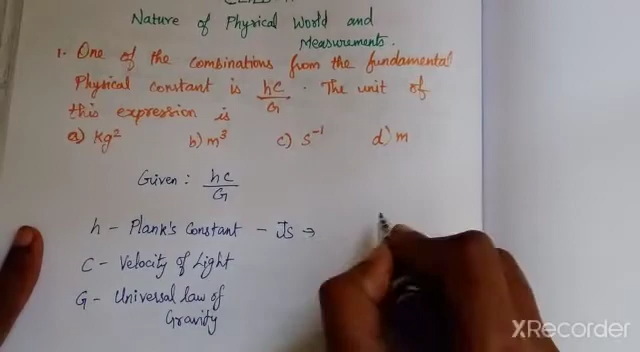 Nature of Physical World and
Measurements.
1. One of the combinations from the fundamental
Physical constant is hc/G. The unit of
this expression is
a) Kg² b) m³ c) S⁻¹ d) m
Given: hc/G
h - Plank's Constant - Js →
C - Velocity of Light
G - Universal law of
Gravity
XRecorder